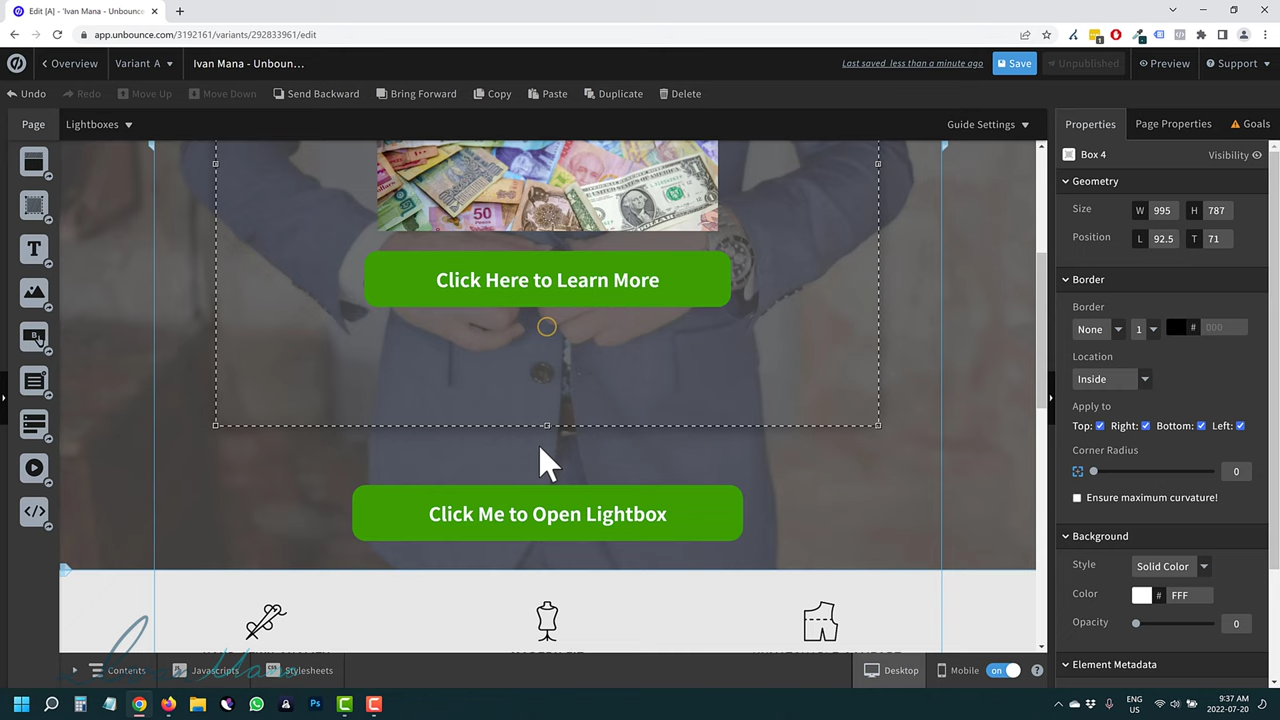 Edit [A] - 'Ivan Mana - Unbounc
app.unbounce.com/3192161/variants/292833961/edit
Overview
Variant A
Ivan Mana - Unboun...
Last saved less than a minute ago
Save
Unpublished
Preview
Support
Undo
Redo
Move Up
Move Down
Send Backward
Bring Forward
Copy
Paste
Duplicate
Delete
Page
Lightboxes
Guide Settings
Properties
Page Properties
Goals
Box 4
Visibility
Geometry
Size W 995 H 787
Position L 92.5 T 71
Border
Border
None 1 # 000
Location
Inside
Apply to
Top: Right: Bottom: Left:
Corner Radius
0
Ensure maximum curvature!
Background
Style Solid Color
Color # FFF
Opacity 0
Element Metadata
50
1
Click Here to Learn More
Click Me to Open Lightbox
Contents
Javascripts
CSS
Stylesheets
Desktop
Mobile
on
?
ENG
US
9:37 AM
2022-07-20